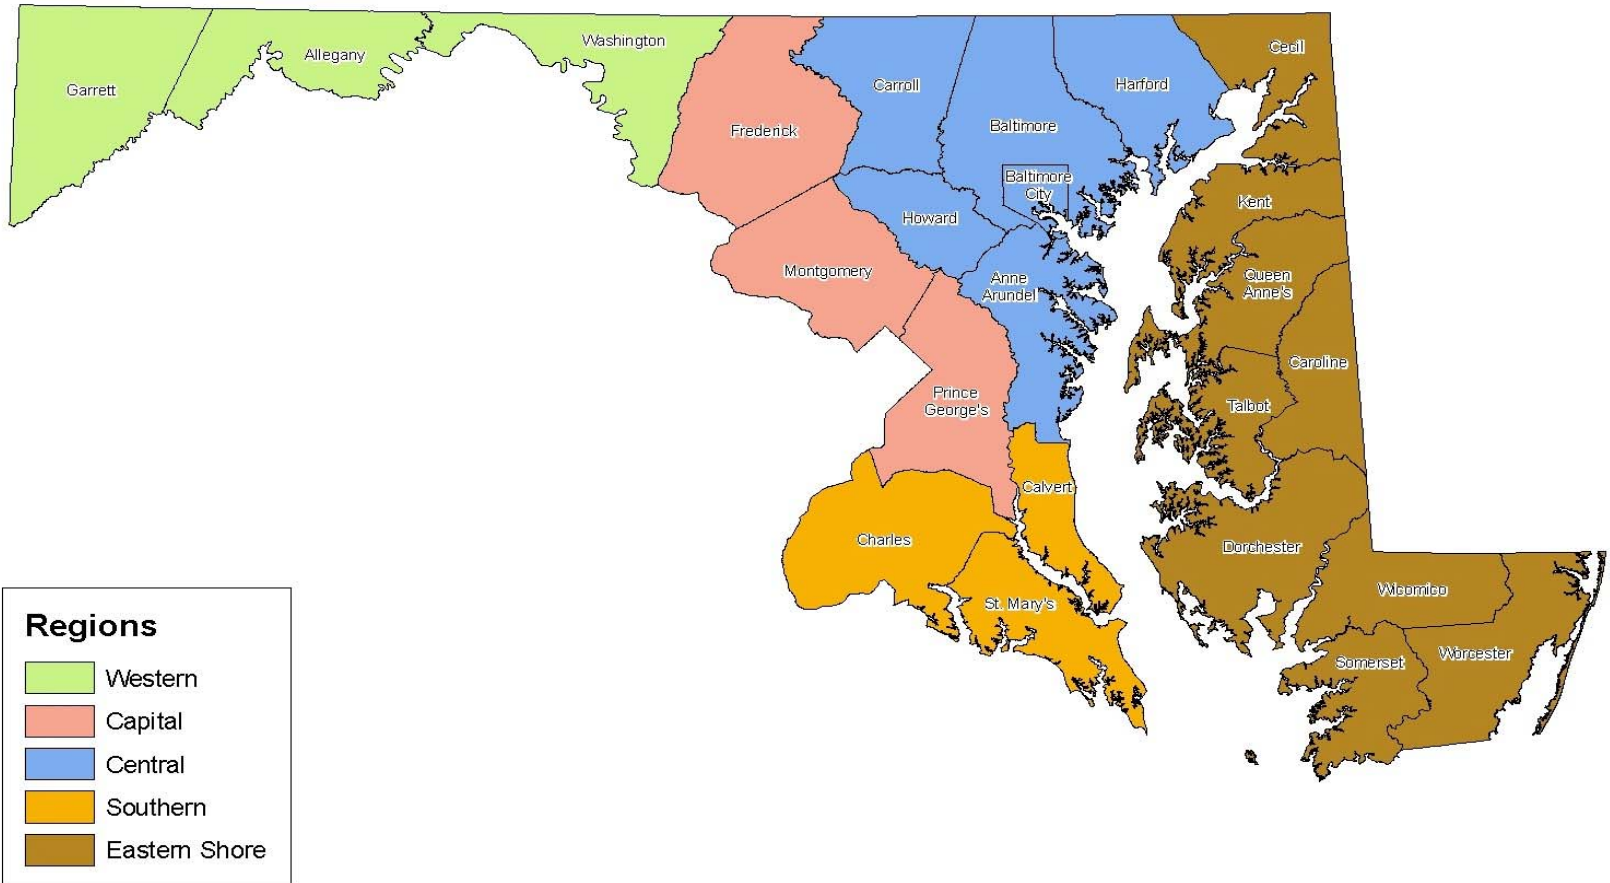 Garrett
Allegany
Washington
Frederick
Carroll
Baltimore
Harford
Cecil
Baltimore
City
Howard
Kent
Montgomery
Anne
Arundel
Queen
Anne's
Caroline
Prince
George's
Talbot
Calvert
Charles
Dorchester
St. Mary's
Wicomico
Somerset
Worcester
Regions
Western
Capital
Central
Southern
Eastern Shore